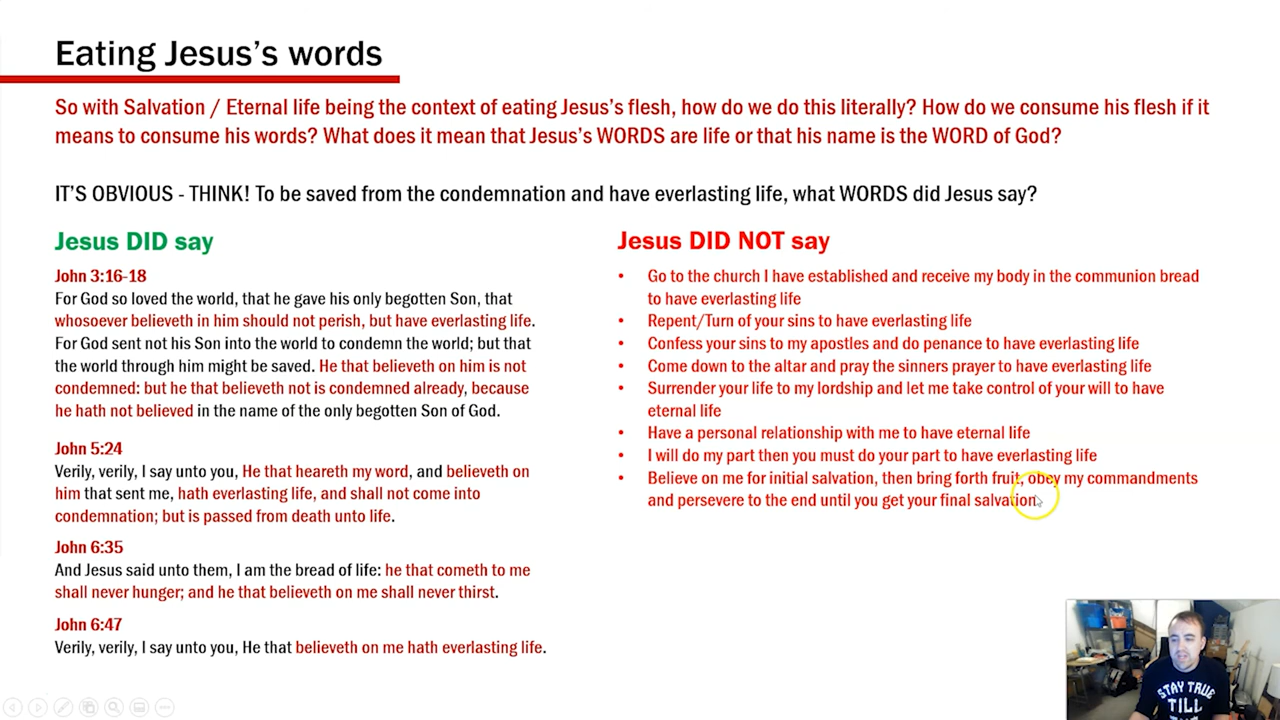 Eating Jesus's words
So with Salvation / Eternal life being the context of eating Jesus's flesh, how do we do this literally? How do we consume his flesh if it
means to consume his words? What does it mean that Jesus's WORDS are life or that his name is the WORD of God?
IT'S OBVIOUS - THINK! To be saved from the condemnation and have everlasting life, what WORDS did Jesus say?
Jesus DID say
John 3:16-18
For God so loved the world, that he gave his only begotten Son, that
whosoever believeth in him should not perish, but have everlasting life.
For God sent not his Son into the world to condemn the world; but that
the world through him might be saved. He that believeth on him is not
condemned: but he that believeth not is condemned already, because
he hath not believed in the name of the only begotten Son of God.
John 5:24
Verily, verily, I say unto you, He that heareth my word, and believeth on
him that sent me, hath everlasting life, and shall not come into
condemnation; but is passed from death unto life.
John 6:35
And Jesus said unto them, I am the bread of life: he that cometh to me
shall never hunger; and he that believeth on me shall never thirst.
John 6:47
Verily, verily, I say unto you, He that believeth on me hath everlasting life.
Jesus DID NOT say
• Go to the church I have established and receive my body in the communion bread
to have everlasting life
• Repent/Turn of your sins to have everlasting life
• Confess your sins to my apostles and do penance to have everlasting life
• Come down to the altar and pray the sinners prayer to have everlasting life
• Surrender your life to my lordship and let me take control of your will to have
eternal life
• Have a personal relationship with me to have eternal life
• I will do my part then you must do your part to have everlasting life
• Believe on me for initial salvation, then bring forth fruit, obey my commandments
and persevere to the end until you get your final salvation
STAY TRUE
TILL